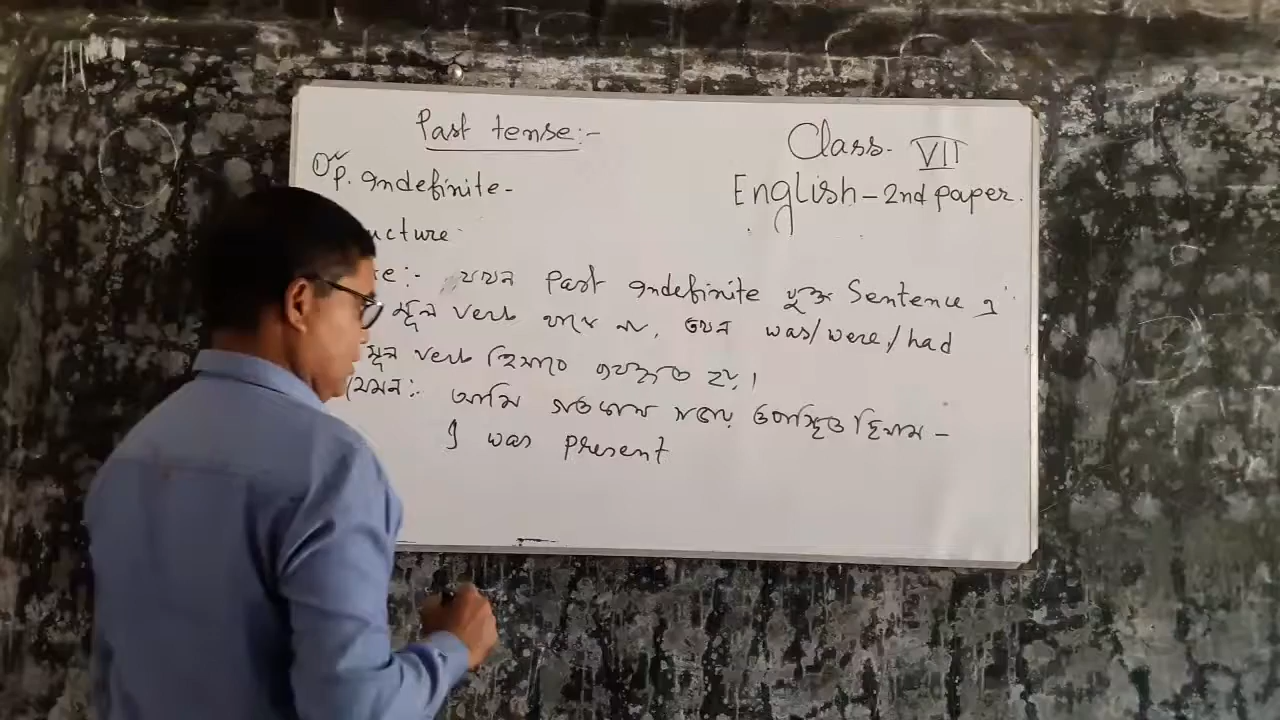 Past tense:-
Class- VII
① P. Indefinite-
English - 2nd paper.
ucture
e:- যখন Past Indefinite যুক্ত Sentence এ
মূল verb থাকে না, তখন was/were/had
মূল verb হিসাবে ব্যবহৃত হয়।
যেমন:- আমি গতকাল সভায় উপস্থিত ছিলাম -
I was present